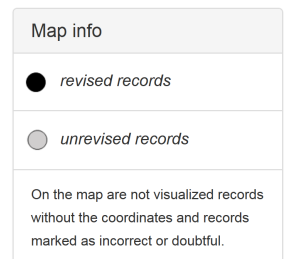 Map info
revised records
unrevised records
On the map are not visualized records
without the coordinates and records
marked as incorrect or doubtful.